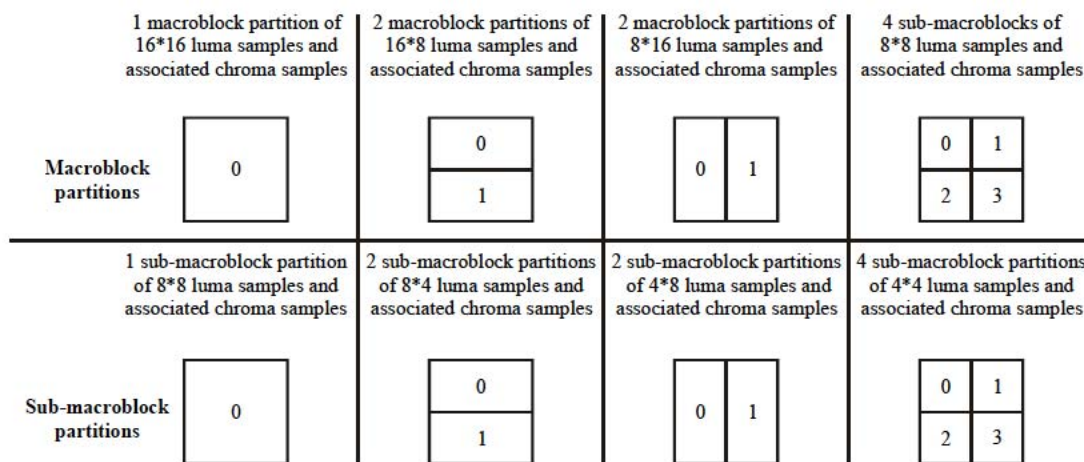 1 macroblock partition of
16*16 luma samples and
associated chroma samples
2 macroblock partitions of
16*8 luma samples and
associated chroma samples
2 macroblock partitions of
8*16 luma samples and
associated chroma samples
4 sub-macroblocks of
8*8 luma samples and
associated chroma samples
Macroblock
partitions
0
0
1
0 1
0 1
2 3
1 sub-macroblock partition
of 8*8 luma samples and
associated chroma samples
2 sub-macroblock partitions
of 8*4 luma samples and
associated chroma samples
2 sub-macroblock partitions
of 4*8 luma samples and
associated chroma samples
4 sub-macroblock partitions
of 4*4 luma samples and
associated chroma samples
Sub-macroblock
partitions
0
0
1
0 1
0 1
2 3